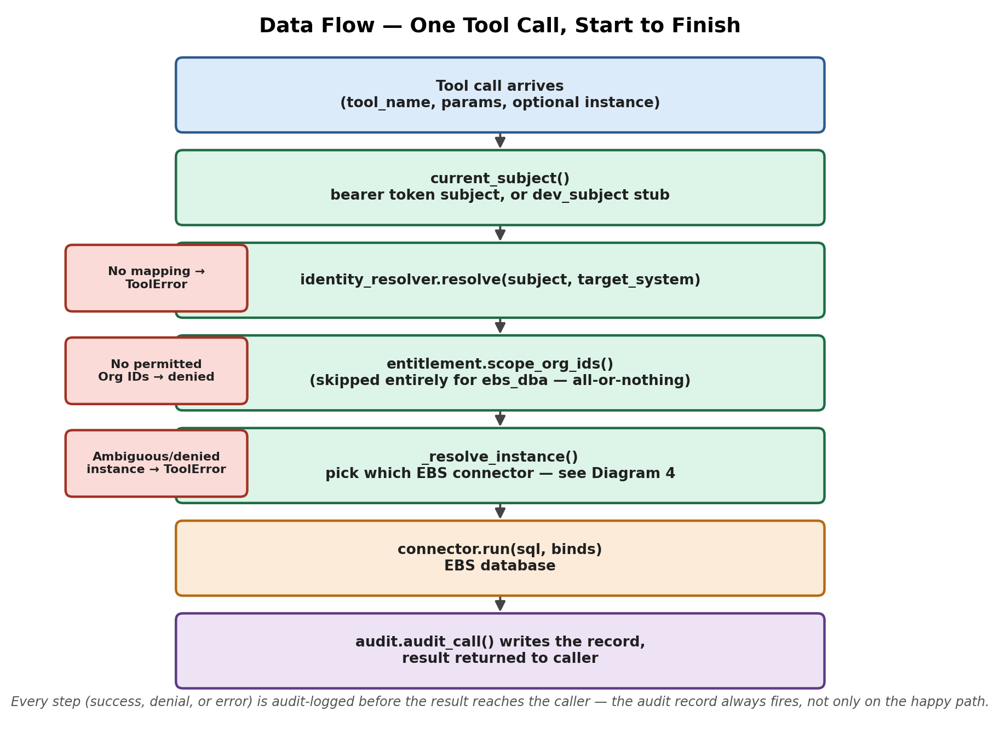 Data Flow — One Tool Call, Start to Finish
Tool call arrives
(tool_name, params, optional instance)
current_subject()
bearer token subject, or dev_subject stub
No mapping →
ToolError
identity_resolver.resolve(subject, target_system)
No permitted
Org IDs → denied
entitlement.scope_org_ids()
(skipped entirely for ebs_dba — all-or-nothing)
Ambiguous/denied
instance → ToolError
_resolve_instance()
pick which EBS connector — see Diagram 4
connector.run(sql, binds)
EBS database
audit.audit_call() writes the record,
result returned to caller
Every step (success, denial, or error) is audit-logged before the result reaches the caller — the audit record always fires, not only on the happy path.